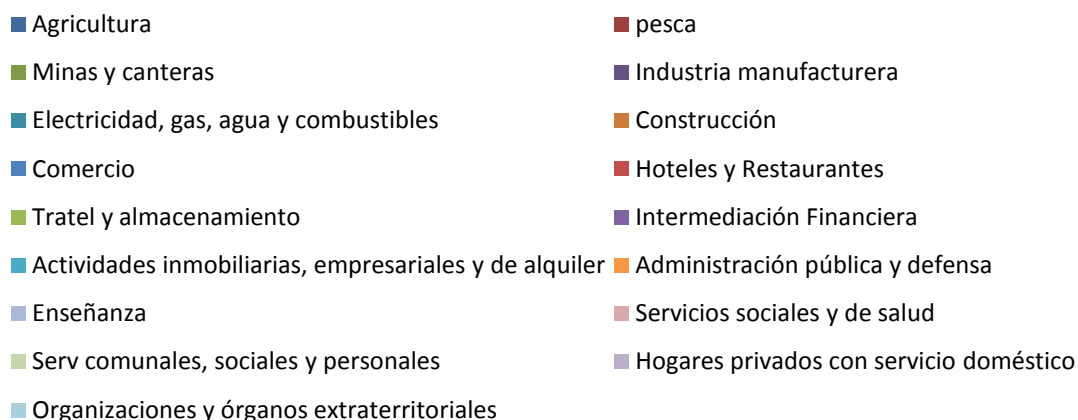 Agricultura
pesca
Minas y canteras
Industria manufacturera
Electricidad, gas, agua y combustibles
Construcción
Comercio
Hoteles y Restaurantes
Tratel y almacenamiento
Intermediación Financiera
Actividades inmobiliarias, empresariales y de alquiler
Administración pública y defensa
Enseñanza
Servicios sociales y de salud
Serv comunales, sociales y personales
Hogares privados con servicio doméstico
Organizaciones y órganos extraterritoriales